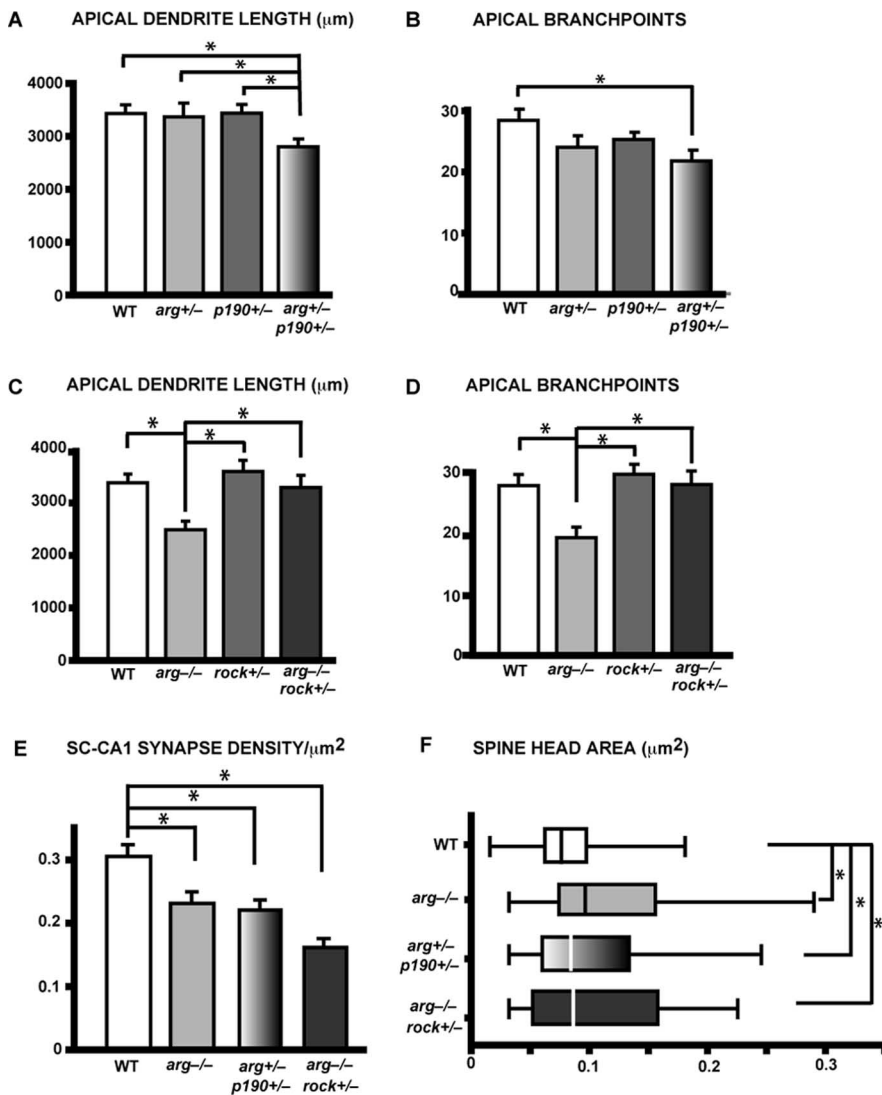 A APICAL DENDRITE LENGTH (μm)
* * *
4000
3000
2000
1000
0
WT arg+/– p190+/– arg+/–
p190+/–
B APICAL BRANCHPOINTS
*
30
20
10
0
WT arg+/– p190+/– arg+/–
p190+/–
C APICAL DENDRITE LENGTH (μm)
* * *
4000
3000
2000
1000
0
WT arg–/– rock+/– arg–/–
rock+/–
D APICAL BRANCHPOINTS
* * *
30
20
10
0
WT arg–/– rock+/– arg–/–
rock+/–
E SC-CA1 SYNAPSE DENSITY/μm²
*
*
*
0.3
0.2
0.1
0
WT arg–/– arg+/– arg–/–
p190+/– rock+/–
F SPINE HEAD AREA (μm²)
WT
arg–/–
arg+/–
p190+/–
arg–/–
rock+/–
* * *
0 0.1 0.2 0.3